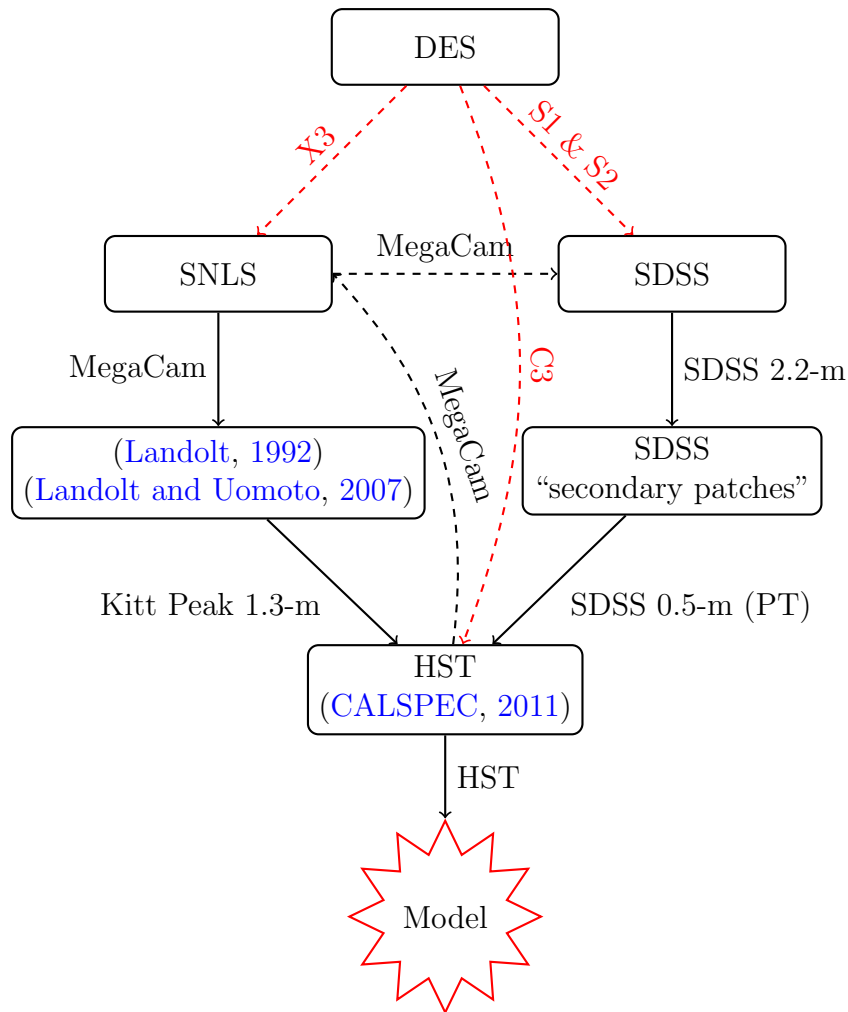 DES
X3
S1 & S2
MegaCam
SNLS
SDSS
C3
MegaCam
SDSS 2.2-m
MegaCam
(Landolt, 1992)
(Landolt and Uomoto, 2007)
SDSS
“secondary patches”
Kitt Peak 1.3-m
SDSS 0.5-m (PT)
HST
(CALSPEC, 2011)
HST
Model